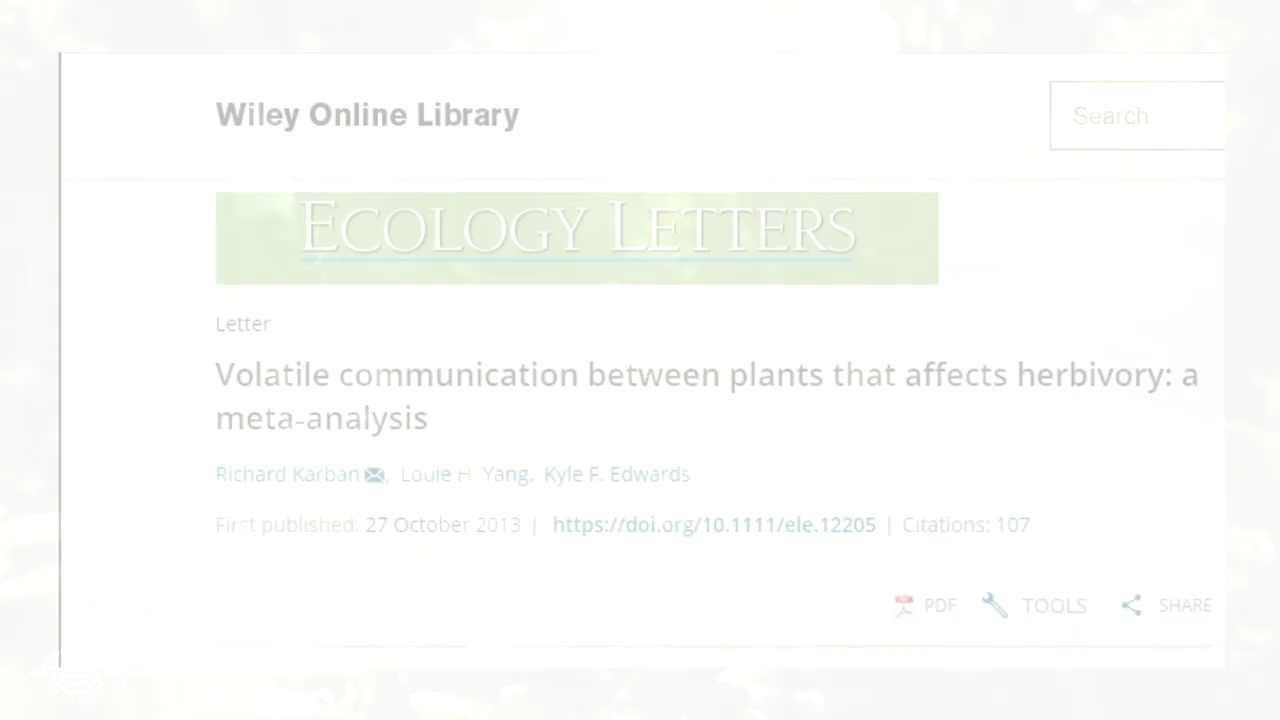 Wiley Online Library
Search
ECOLOGY LETTERS
Letter
Volatile communication between plants that affects herbivory: a
meta-analysis
Richard Karban, Louie H. Yang, Kyle F. Edwards
First published: 27 October 2013 | https://doi.org/10.1111/ele.12205 | Citations: 107
PDF TOOLS SHARE